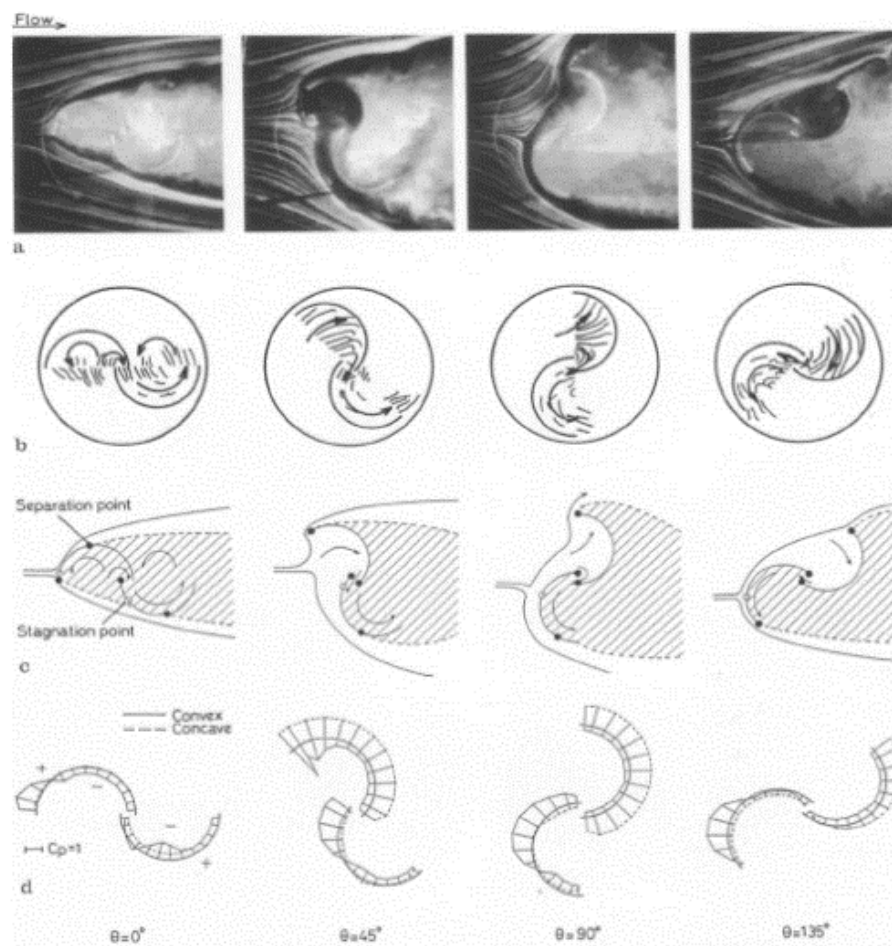 Flow
a
b
Separation point
Stagnation point
c
Convex
Concave
+
−
−
+
Cp=1
d
θ=0°
θ=45°
θ=90°
θ=135°